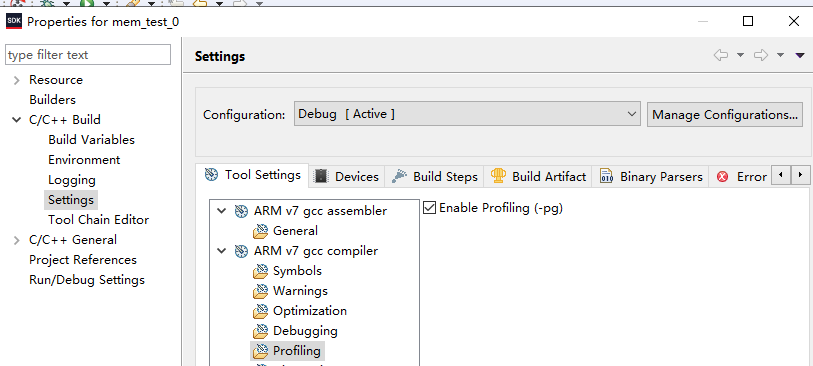 SDK Properties for mem_test_0
type filter text
Settings
Resource
Builders
C/C++ Build
Build Variables
Environment
Logging
Settings
Tool Chain Editor
C/C++ General
Project References
Run/Debug Settings
Configuration: Debug [ Active ] Manage Configurations...
Tool Settings Devices Build Steps Build Artifact Binary Parsers Error
ARM v7 gcc assembler
General
ARM v7 gcc compiler
Symbols
Warnings
Optimization
Debugging
Profiling
Enable Profiling (-pg)